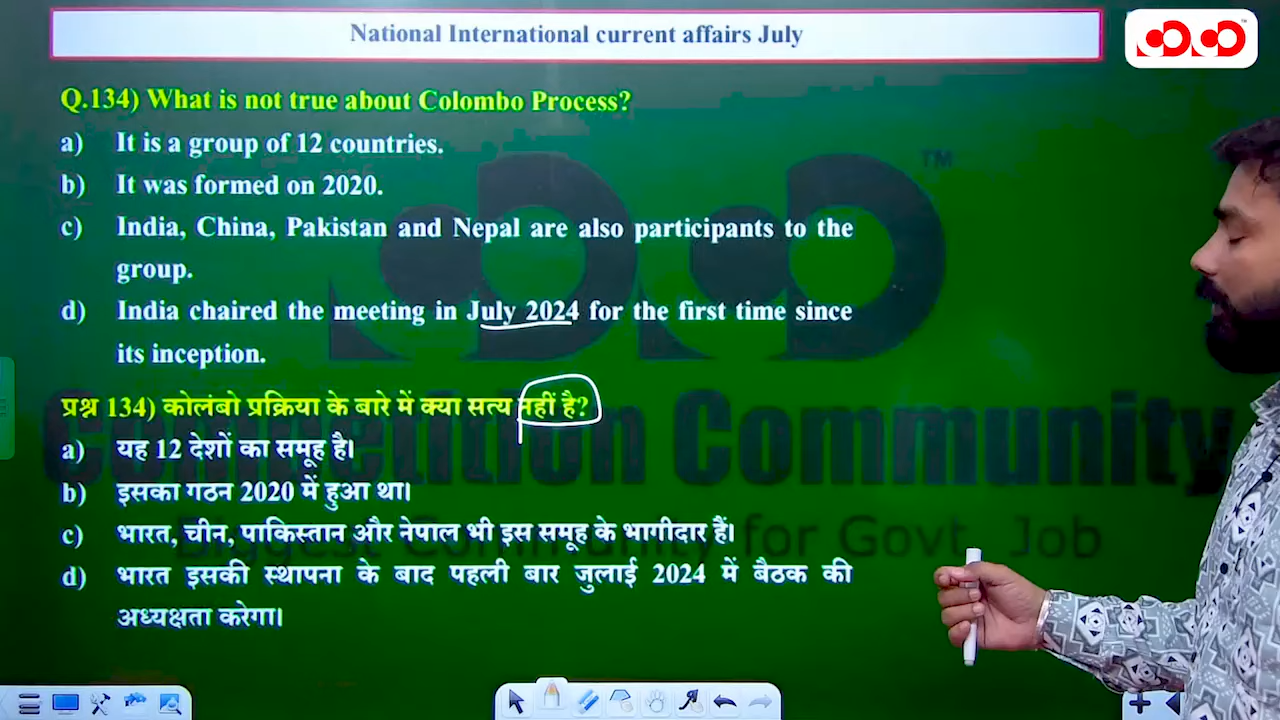 National International current affairs July
Q.134) What is not true about Colombo Process?
a) It is a group of 12 countries.
b) It was formed on 2020.
c) India, China, Pakistan and Nepal are also participants to the
group.
d) India chaired the meeting in July 2024 for the first time since
its inception.
प्रश्न 134) कोलंबो प्रक्रिया के बारे में क्या सत्य नहीं है?
a) यह 12 देशों का समूह है।
b) इसका गठन 2020 में हुआ था।
c) भारत, चीन, पाकिस्तान और नेपाल भी इस समूह के भागीदार हैं।
d) भारत इसकी स्थापना के बाद पहली बार जुलाई 2024 में बैठक की
अध्यक्षता करेगा।
TM
Competition Community
Biggest Community for Govt. Job